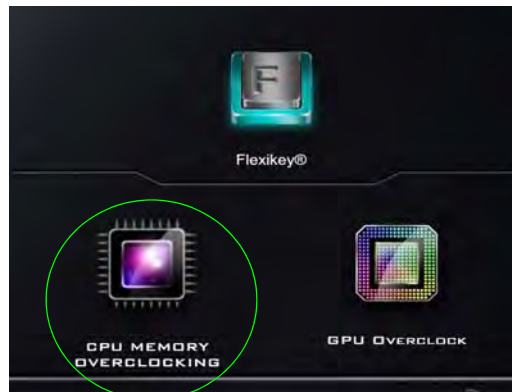 F
Flexikey®
CPU MEMORY
OVERCLOCKING
GPU OVERCLOCK